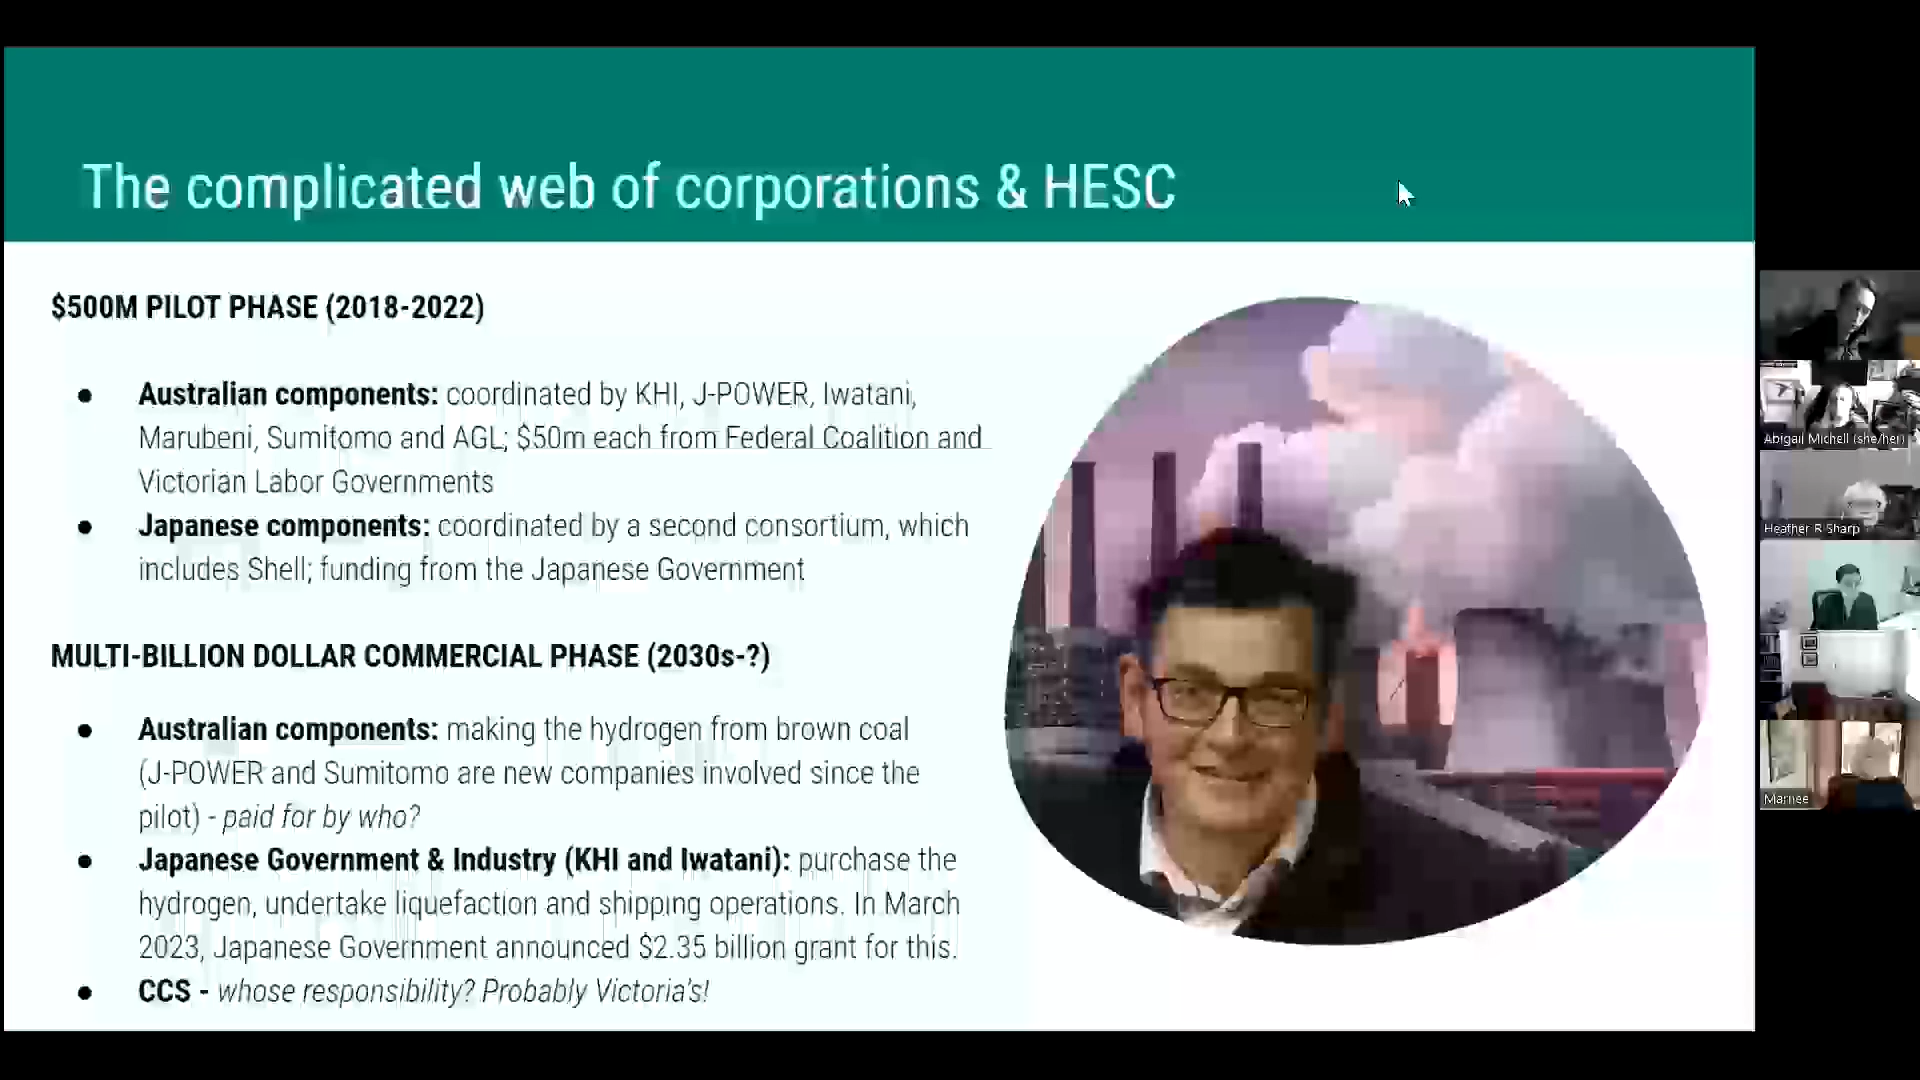 The complicated web of corporations & HESC
$500M PILOT PHASE (2018-2022)
● Australian components: coordinated by KHI, J-POWER, Iwatani,
Marubeni, Sumitomo and AGL; $50m each from Federal Coalition and
Victorian Labor Governments
● Japanese components: coordinated by a second consortium, which
includes Shell; funding from the Japanese Government
MULTI-BILLION DOLLAR COMMERCIAL PHASE (2030s-?)
● Australian components: making the hydrogen from brown coal
(J-POWER and Sumitomo are new companies involved since the
pilot) - paid for by who?
● Japanese Government & Industry (KHI and Iwatani): purchase the
hydrogen, undertake liquefaction and shipping operations. In March
2023, Japanese Government announced $2.35 billion grant for this.
● CCS - whose responsibility? Probably Victoria's!
Abigail Michell (she/her)
Heather R Sharp
Marnee